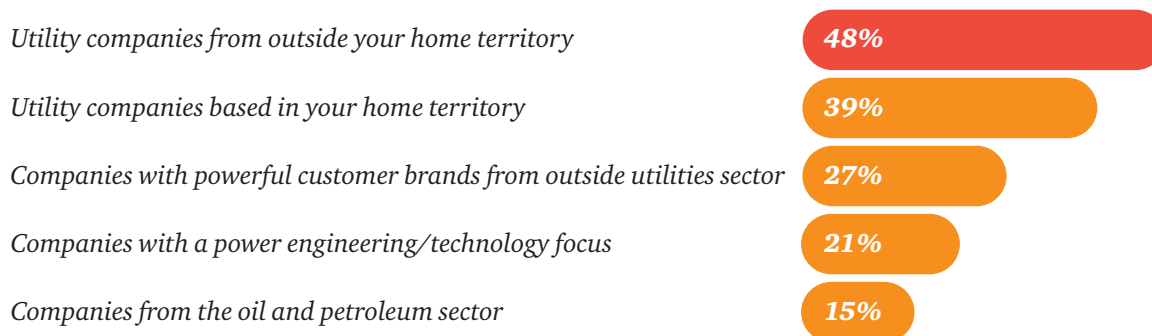 Utility companies from outside your home territory 48%
Utility companies based in your home territory 39%
Companies with powerful customer brands from outside utilities sector 27%
Companies with a power engineering/technology focus 21%
Companies from the oil and petroleum sector 15%